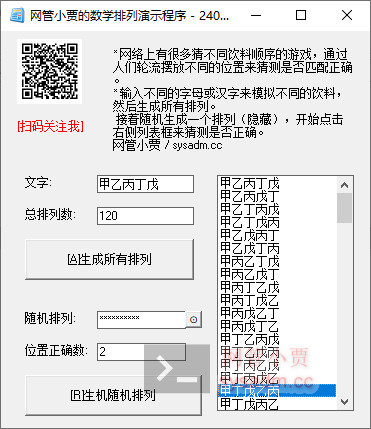 网管小贾的数学排列演示程序 - 240...
*网络上有很多猜不同饮料顺序的游戏，通过
人们轮流摆放不同的位置来猜测是否匹配正确
。
*输入不同的字母或汉字来模拟不同的饮料，
然后生成所有排列。
接着随机生成一个排列（隐藏），开始点击
右侧列表框来猜测是否正确。
网管小贾 / sysadm.cc
[扫码关注我]
文字:
甲乙丙丁戊
总排列数:
120
[A]生成所有排列
随机排列:
**********
位置正确数:
2
[R]生机随机排列
甲乙丙丁戊
甲乙丙戊丁
甲乙丁丙戊
甲乙丁戊丙
甲乙戊丙丁
甲乙戊丁丙
甲丙乙丁戊
甲丙乙戊丁
甲丙丁乙戊
甲丙丁戊乙
甲丙戊乙丁
甲丙戊丁乙
甲丁乙丙戊
甲丁乙戊丙
甲丁丙乙戊
甲丁丙戊乙
甲丁戊乙丙
甲丁戊丙乙
网管小贾
sysadm.cc